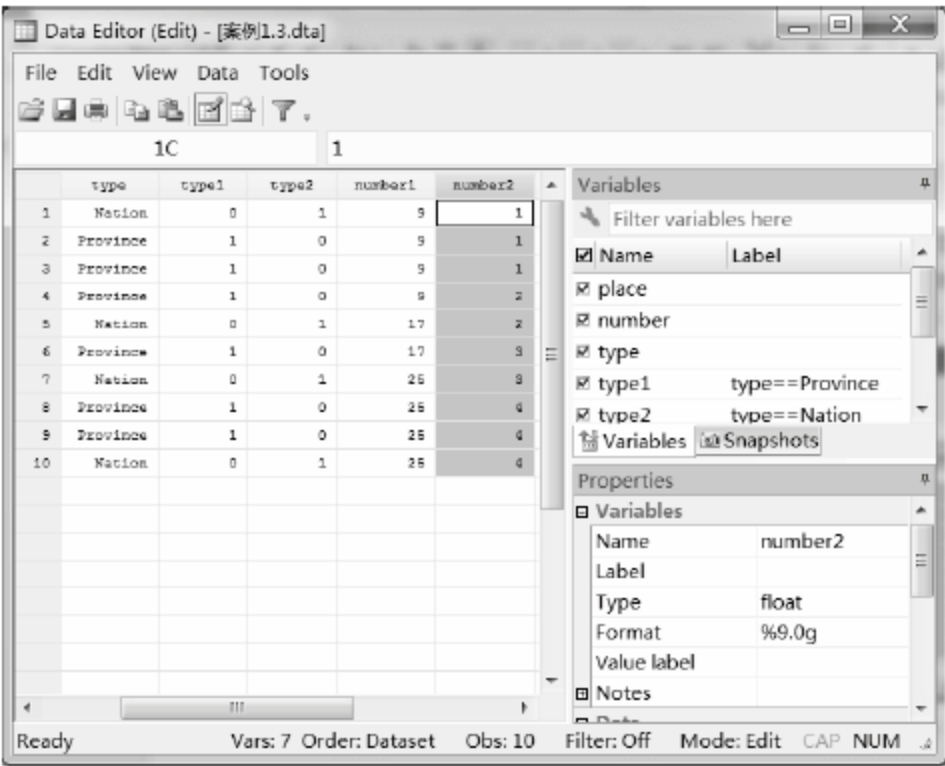 Data Editor (Edit) - [案例1.3.dta]
File Edit View Data Tools
1C 1
type type1 type2 number1 number2
1 Nation 0 1 9 1
2 Province 1 0 9 1
3 Province 1 0 9 1
4 Province 1 0 9 2
5 Nation 0 1 17 2
6 Province 1 0 17 3
7 Nation 0 1 25 3
8 Province 1 0 25 4
9 Province 1 0 25 4
10 Nation 0 1 25 4
Variables
Filter variables here
Name Label
place
number
type
type1 type==Province
type2 type==Nation
Variables Snapshots
Properties
Variables
Name number2
Label
Type float
Format %9.0g
Value label
Notes
Ready Vars: 7 Order: Dataset Obs: 10 Filter: Off Mode: Edit CAP NUM